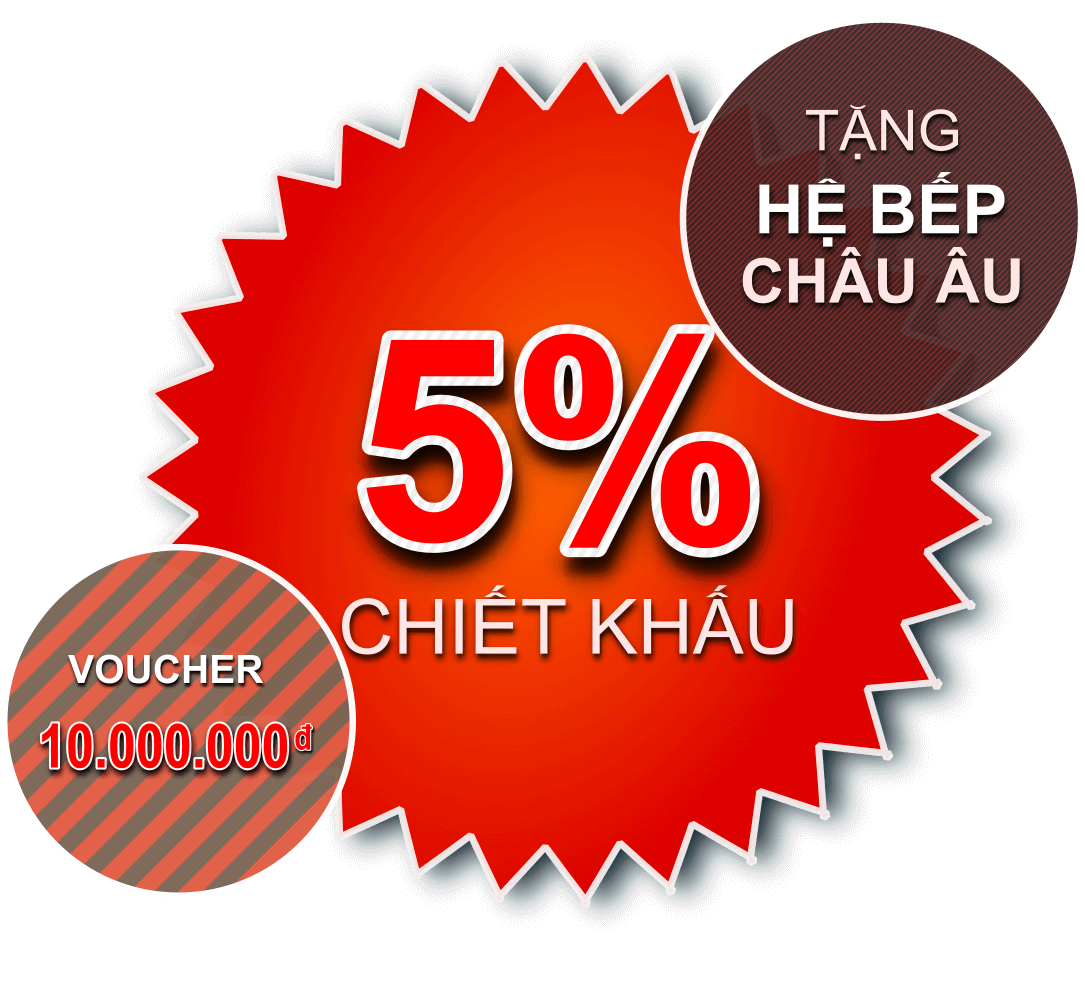 TẶNG
HỆ BẾP
CHÂU ÂU
5%
CHIẾT KHẤU
VOUCHER
10.000.000đ